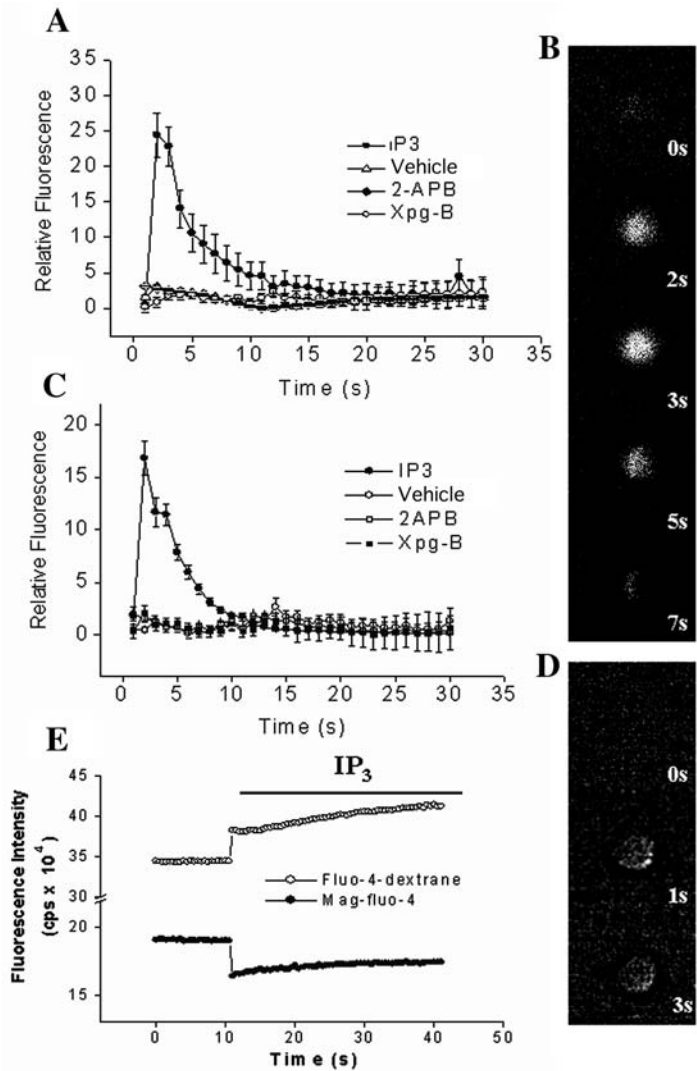 A
35
30
25
20
15
10
5
0
Relative Fluorescence
IP3
Vehicle
2-APB
Xpg-B
0 5 10 15 20 25 30 35
Time (s)
B
0s
2s
3s
5s
7s
C
20
15
10
5
0
Relative Fluorescence
IP3
Vehicle
2APB
Xpg-B
0 5 10 15 20 25 30 35
Time (s)
D
0s
1s
3s
E
IP3
45
40
35
30
20
15
Fluorescence Intensity
(cps x 10^4)
Fluo-4-dextrane
Mag-fluo-4
0 10 20 30 40 50
Time (s)